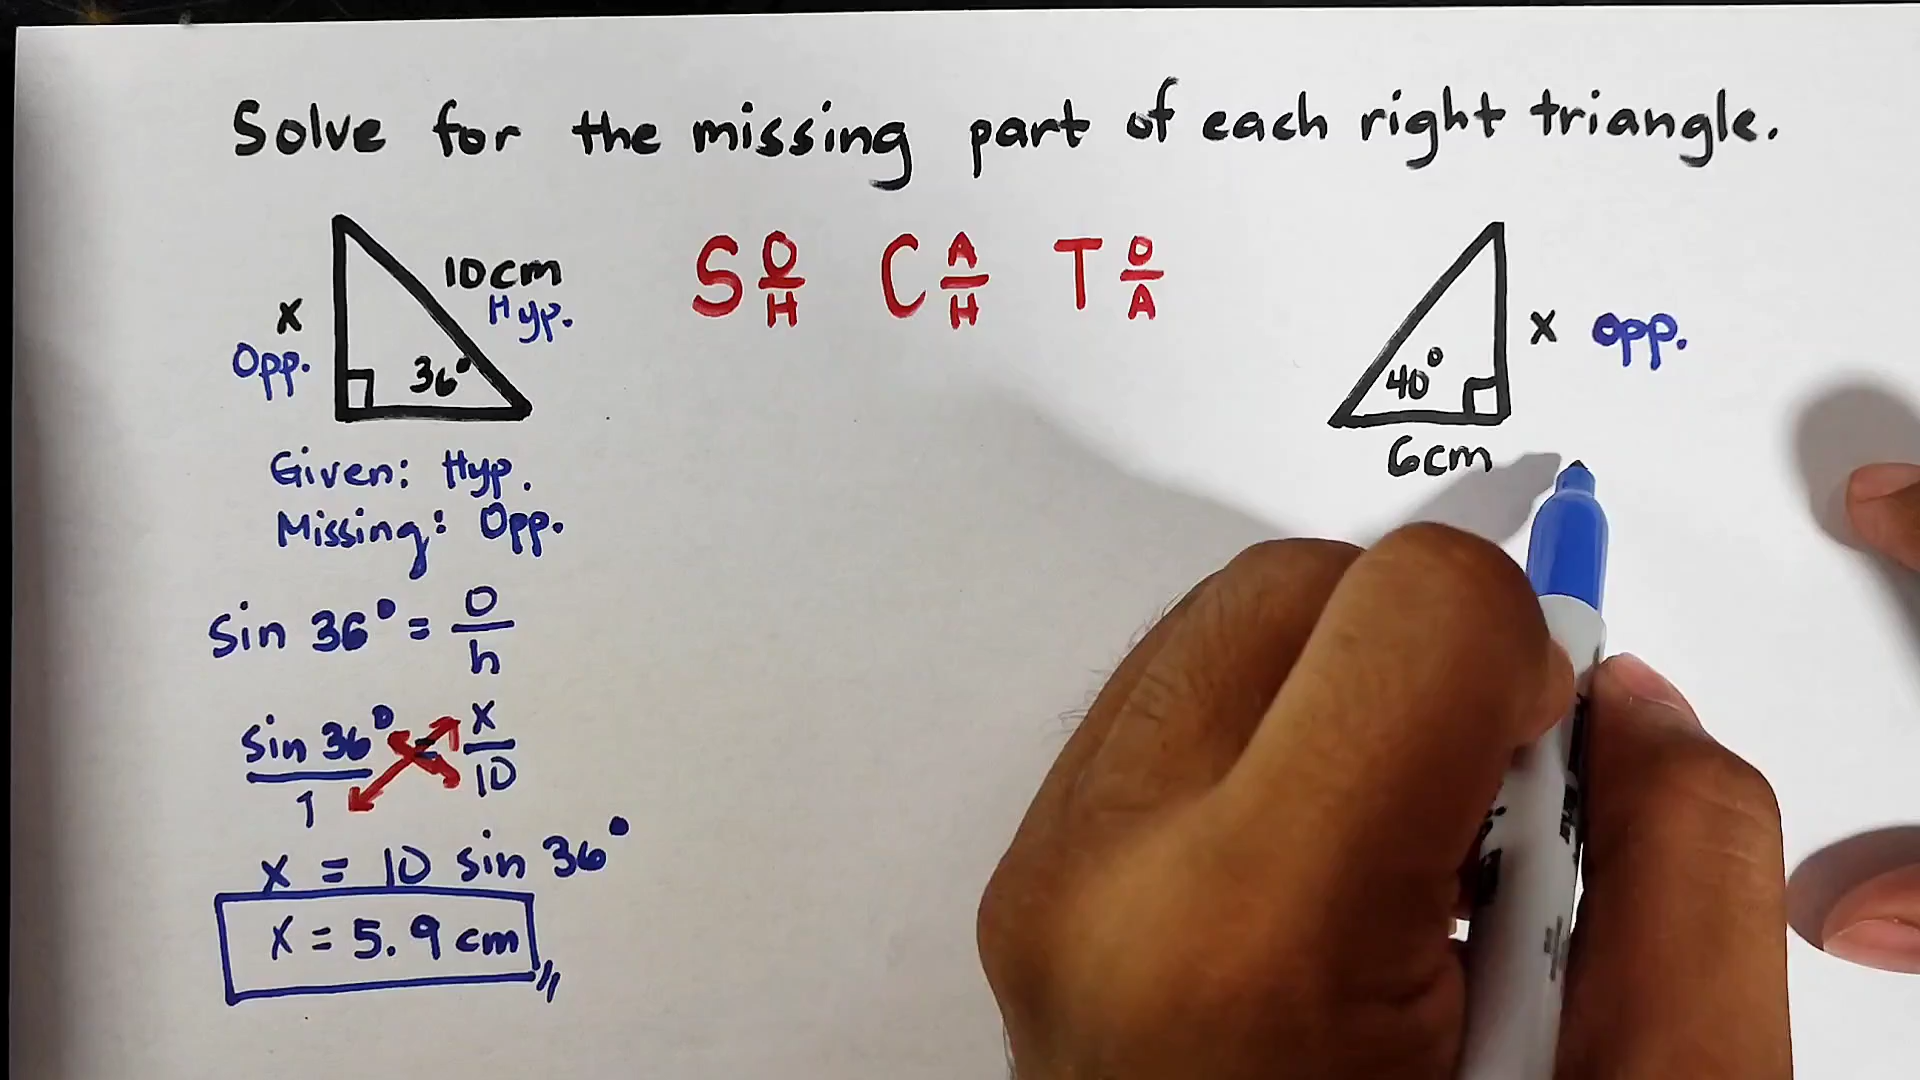 Solve for the missing part of each right triangle.
10cm
Hyp.
x
Opp.
36°
S O/H C A/H T O/A
x opp.
40°
6cm
Given: Hyp.
Missing: Opp.
Sin 36° = o/h
Sin 36°/1 = x/10
x = 10 sin 36°
x = 5.9 cm